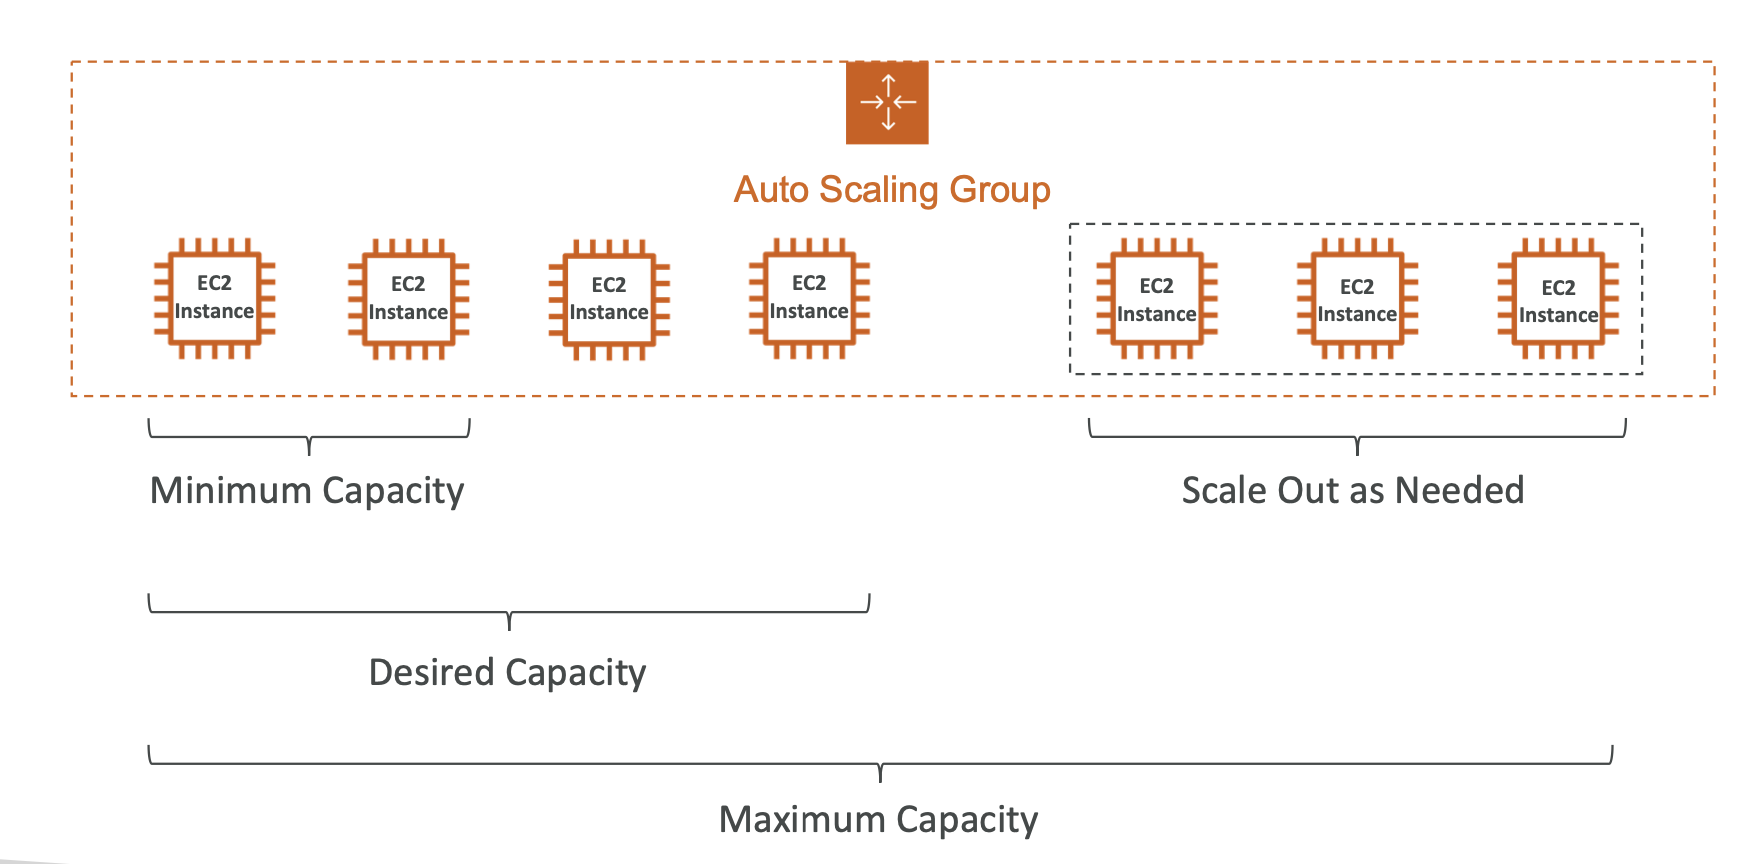 Auto Scaling Group
EC2
Instance
EC2
Instance
EC2
Instance
EC2
Instance
EC2
Instance
EC2
Instance
EC2
Instance
Minimum Capacity
Scale Out as Needed
Desired Capacity
Maximum Capacity